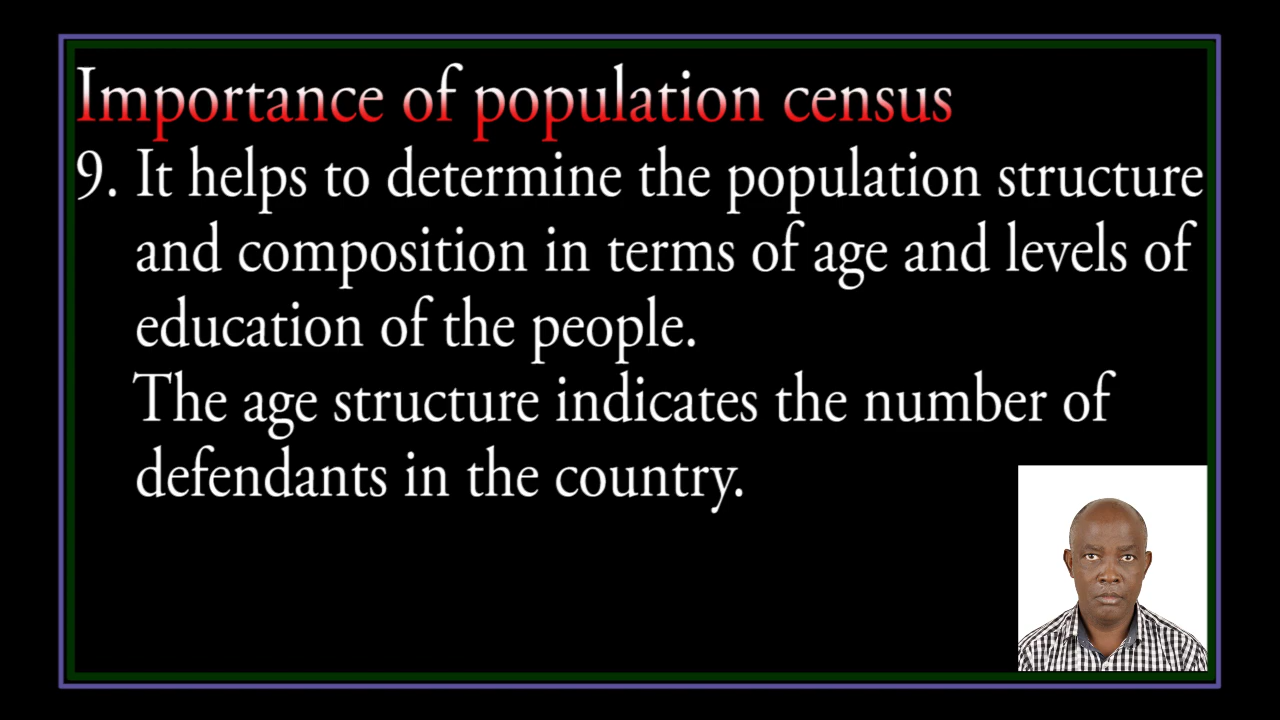 Importance of population census
9. It helps to determine the population structure
and composition in terms of age and levels of
education of the people.
The age structure indicates the number of
defendants in the country.